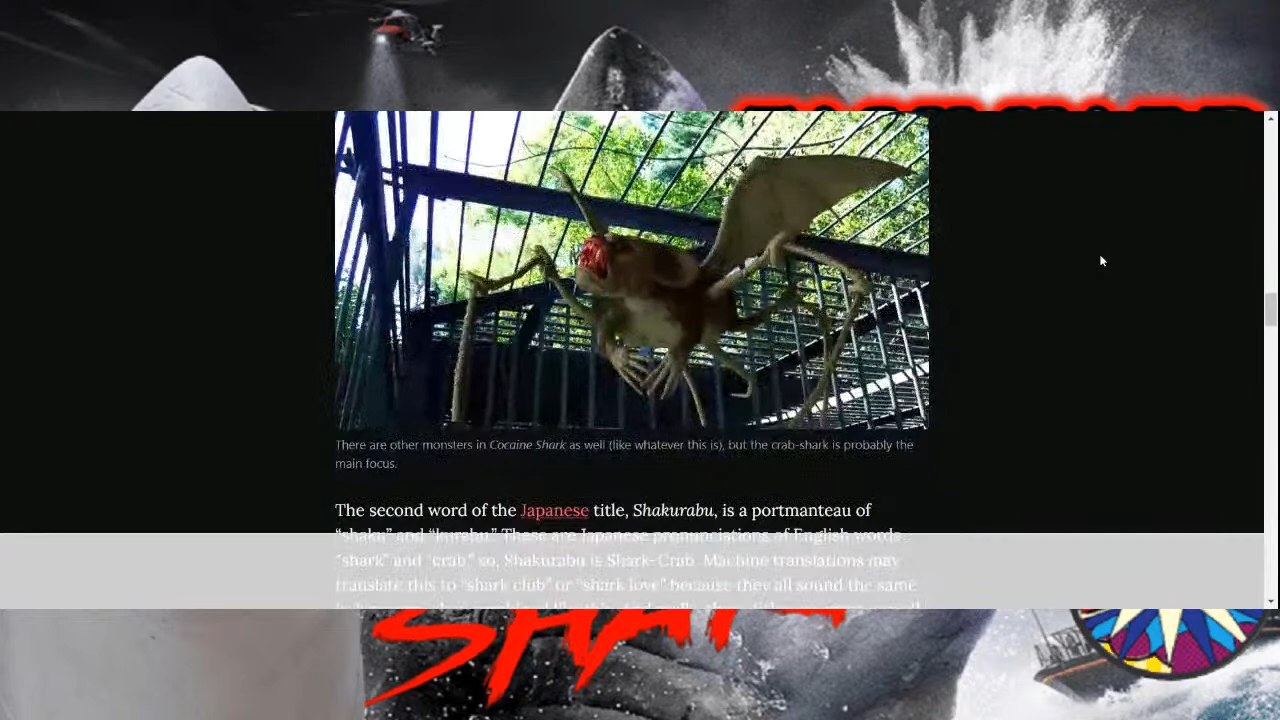 There are other monsters in Cocaine Shark as well (like whatever this is), but the crab-shark is probably the
main focus.
The second word of the Japanese title, Shakurabu, is a portmanteau of
“shaku” and “kurabu.” These are Japanese pronunciations of English words
“shark” and “crab,” so, Shakurabu is Shark-Crab. Machine translations may
translate this to “shark club” or “shark love” because they all sound the same